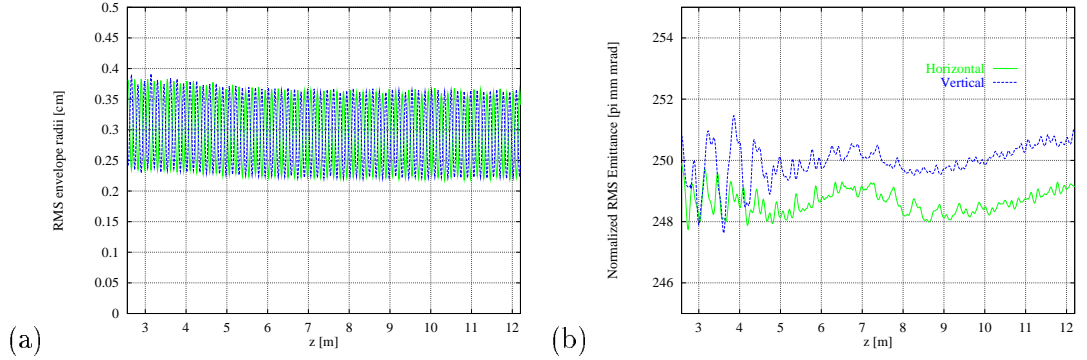 RMS envelope radii [cm]
0.5
0.45
0.4
0.35
0.3
0.25
0.2
0.15
0.1
0.05
0
3 4 5 6 7 8 9 10 11 12
z [m]
(a)
Normalized RMS Emittance [pi mm mrad]
254
252
250
248
246
Horizontal
Vertical
3 4 5 6 7 8 9 10 11 12
z [m]
(b)